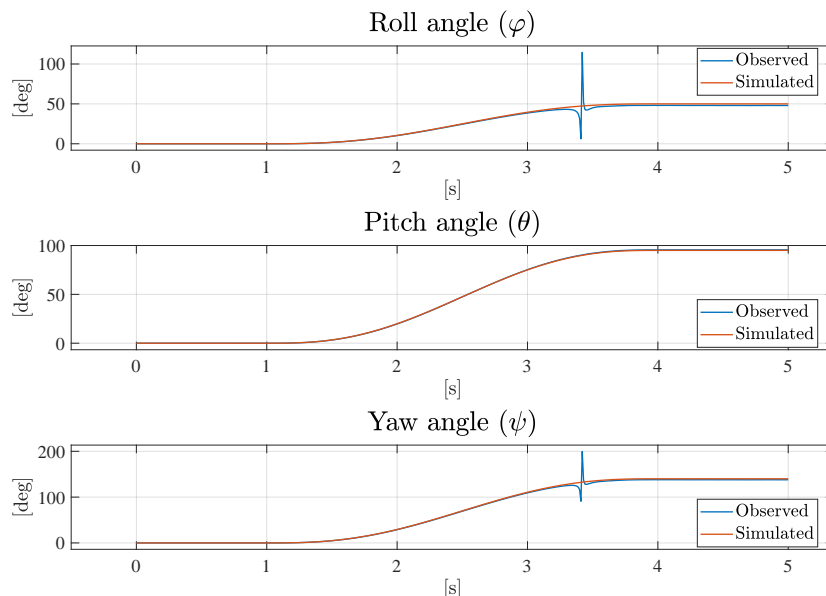 Roll angle (φ)
100
50
0
[deg]
Observed
Simulated
0 1 2 3 4 5
[s]
Pitch angle (θ)
100
50
0
[deg]
Observed
Simulated
0 1 2 3 4 5
[s]
Yaw angle (ψ)
200
100
0
[deg]
Observed
Simulated
0 1 2 3 4 5
[s]